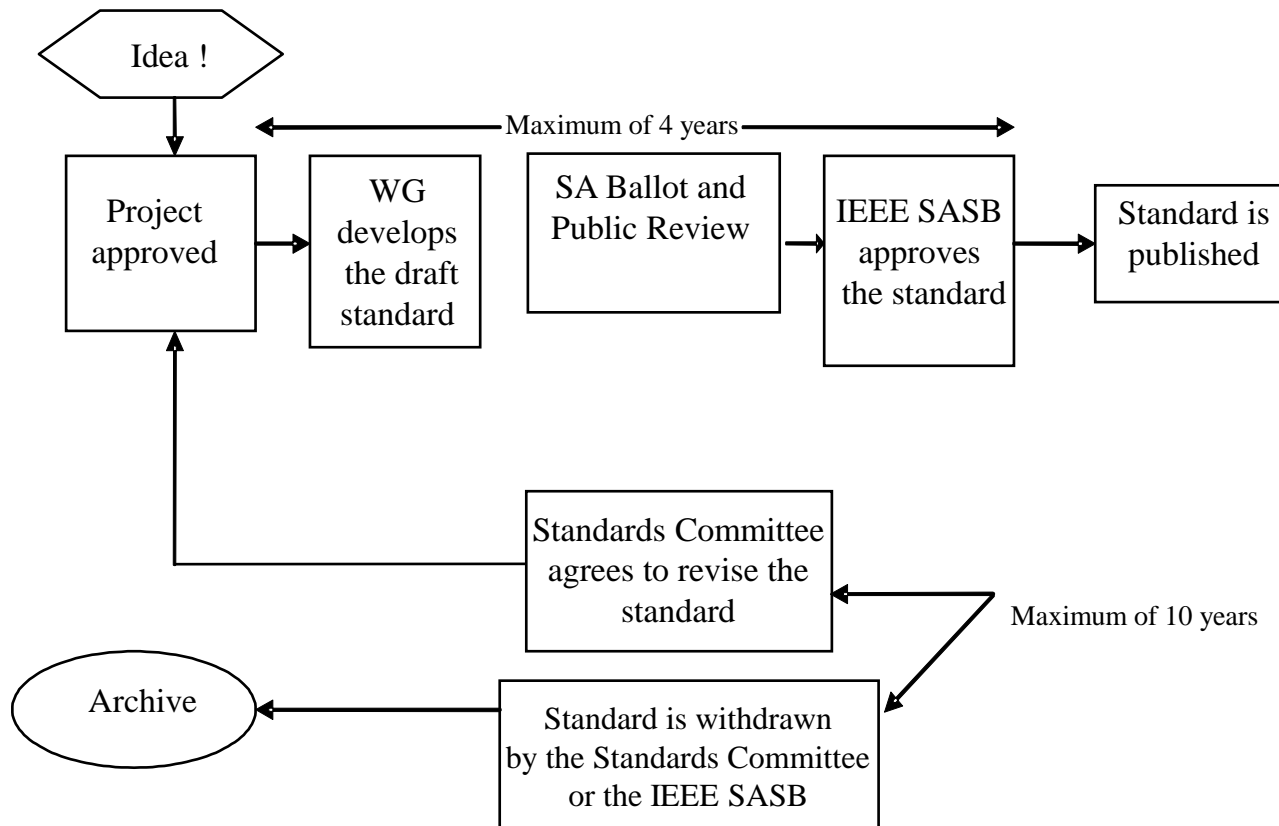 Idea !
Maximum of 4 years
Project
approved
WG
develops
the draft
standard
SA Ballot and
Public Review
IEEE SASB
approves
the standard
Standard is
published
Standards Committee
agrees to revise the
standard
Maximum of 10 years
Archive
Standard is withdrawn
by the Standards Committee
or the IEEE SASB